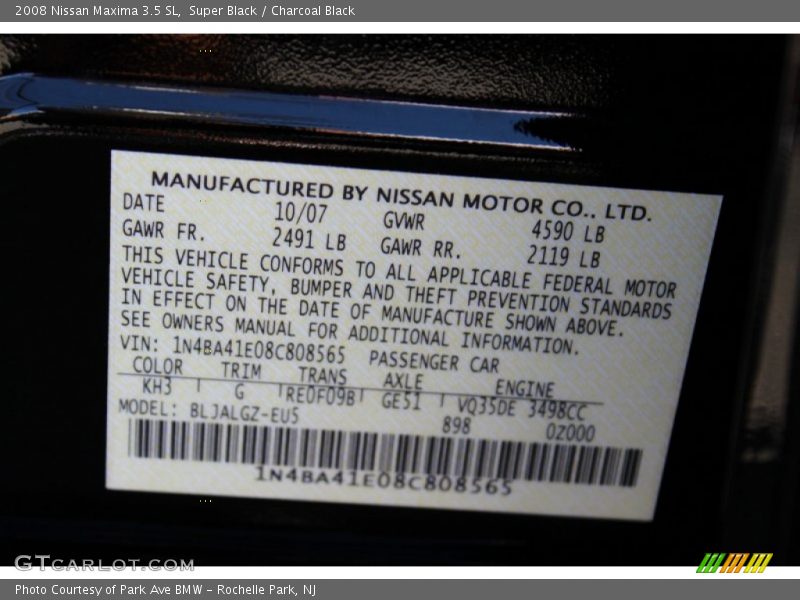 2008 Nissan Maxima 3.5 SL, Super Black / Charcoal Black
MANUFACTURED BY NISSAN MOTOR CO., LTD.
DATE 10/07 GVWR 4590 LB
GAWR FR. 2491 LB GAWR RR. 2119 LB
THIS VEHICLE CONFORMS TO ALL APPLICABLE FEDERAL MOTOR
VEHICLE SAFETY, BUMPER AND THEFT PREVENTION STANDARDS
IN EFFECT ON THE DATE OF MANUFACTURE SHOWN ABOVE.
SEE OWNERS MANUAL FOR ADDITIONAL INFORMATION.
VIN: 1N4BA41E08C808565 PASSENGER CAR
COLOR TRIM TRANS AXLE ENGINE
KH3 G RE0F09B GE51 VQ35DE 3498CC
MODEL: BLJALGZ-EU5 898 0Z000
1N4BA41E08C808565
GTCARLOT.COM
Photo Courtesy of Park Ave BMW - Rochelle Park, NJ